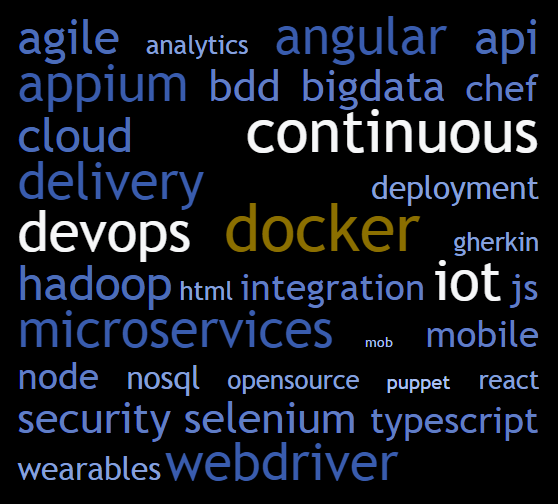 agile analytics angular api
appium bdd bigdata chef
cloud continuous
delivery deployment
devops docker gherkin
hadoop html integration iot js
microservices mob mobile
node nosql opensource puppet react
security selenium typescript
wearables webdriver